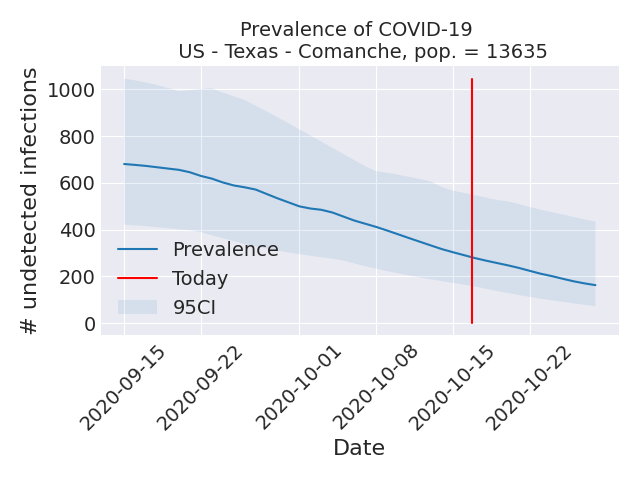 Prevalence of COVID-19
US - Texas - Comanche, pop. = 13635
# undetected infections
1000
800
600
400
200
0
Prevalence
Today
95CI
2020-09-15
2020-09-22
2020-10-01
2020-10-08
2020-10-15
2020-10-22
Date